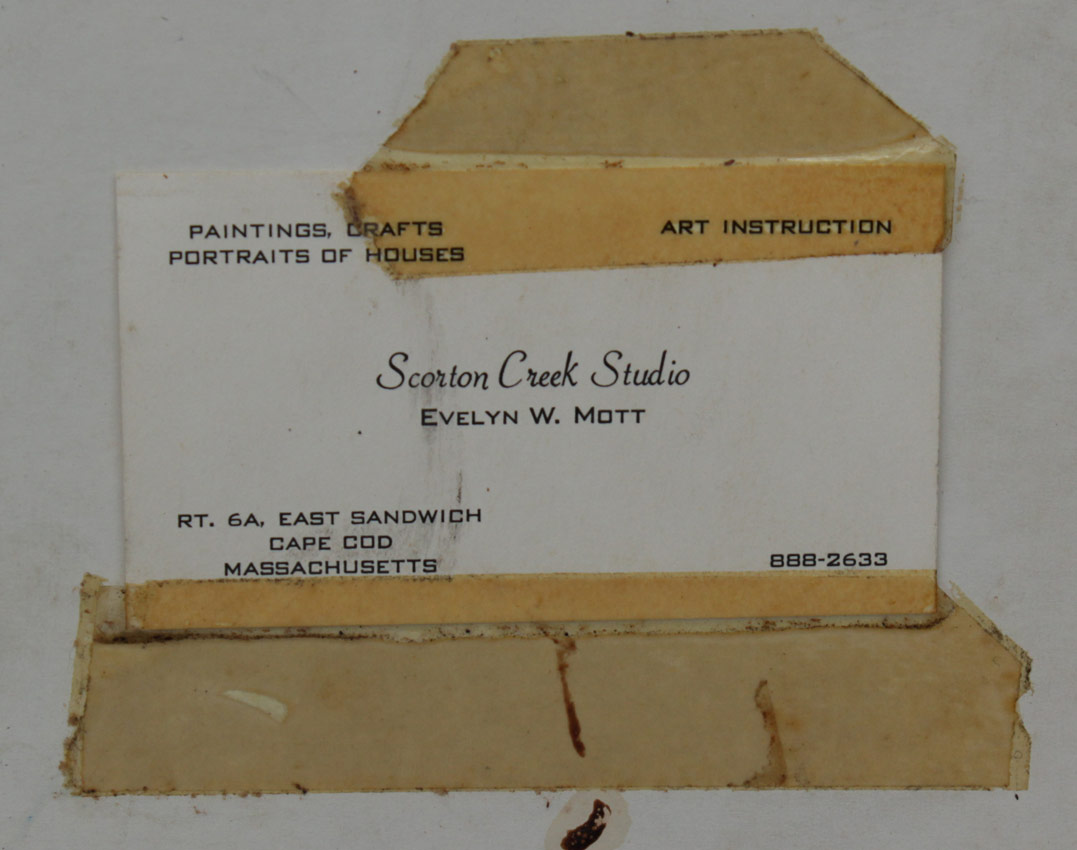 PAINTINGS, CRAFTS
PORTRAITS OF HOUSES
ART INSTRUCTION
Scorton Creek Studio
EVELYN W. MOTT
RT. 6A, EAST SANDWICH
CAPE COD
MASSACHUSETTS
888-2633